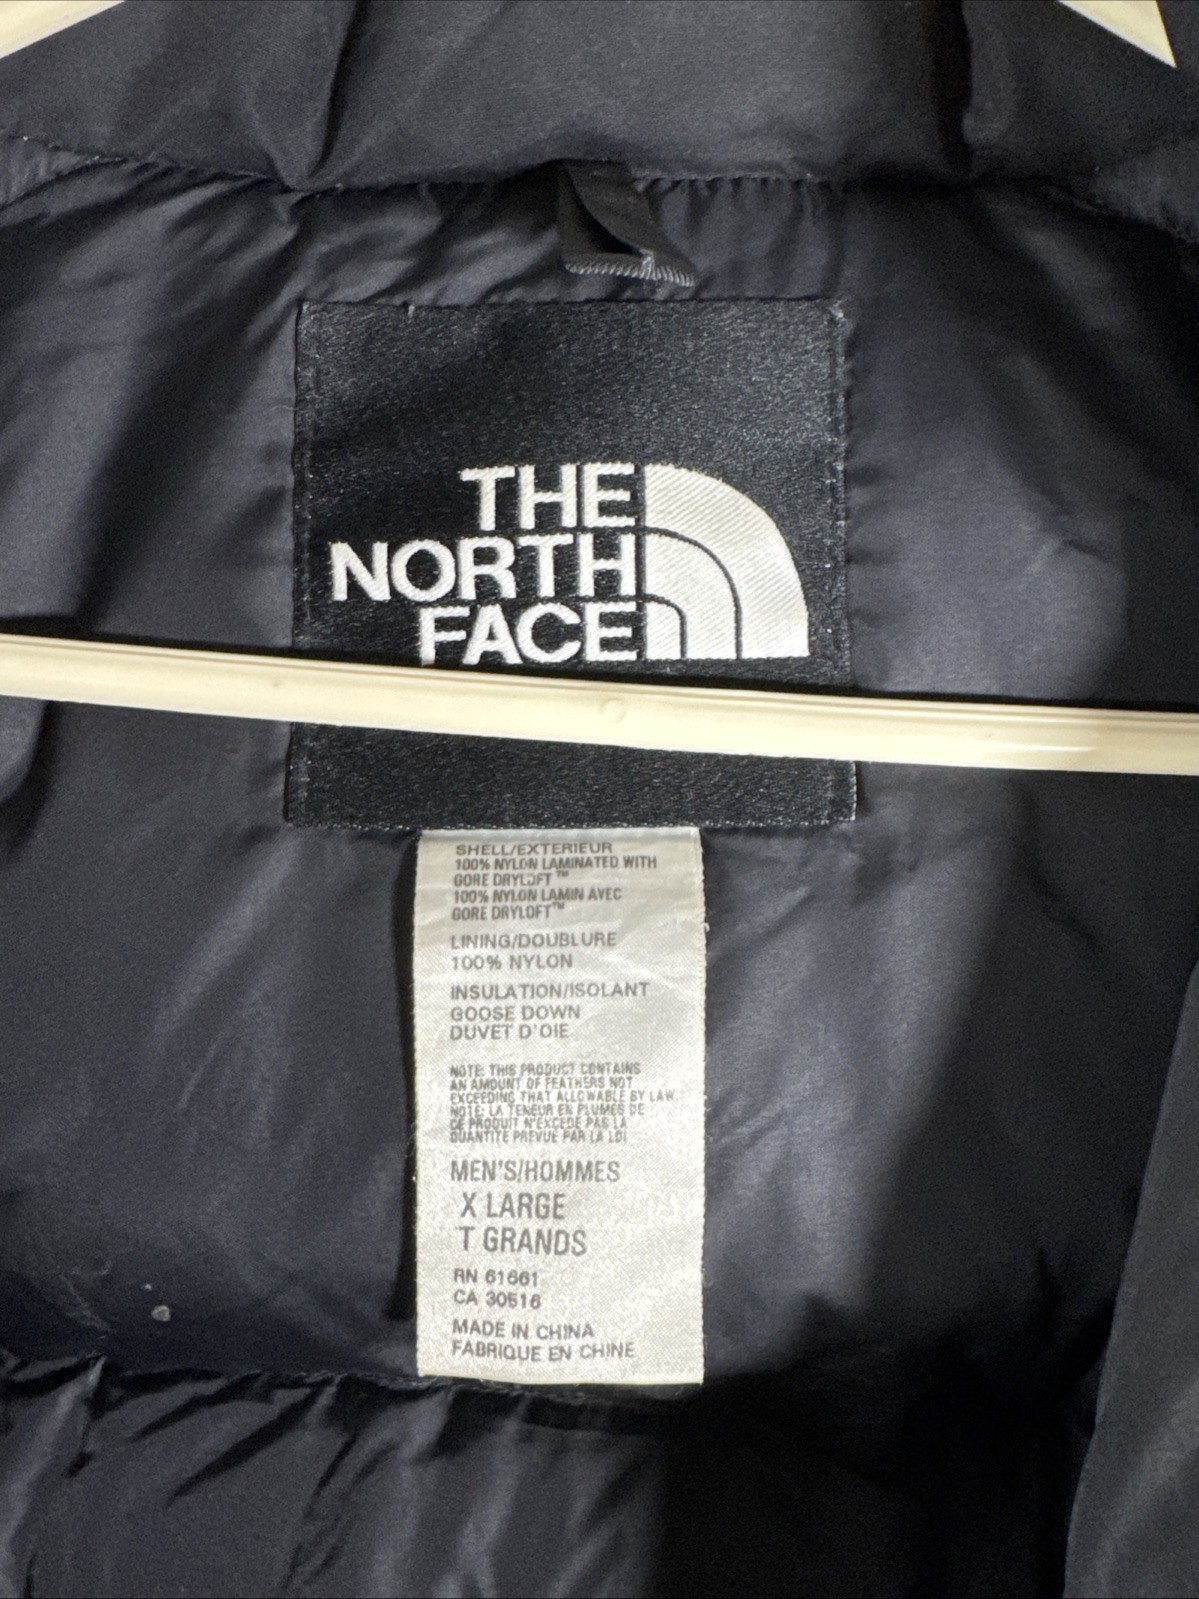 THE
NORTH
FACE
SHELL/EXTERIEUR
100% NYLON LAMINATED WITH
GORE DRYLOFT™
100% NYLON LAMIN AVEC
GORE DRYLOFT™
LINING/DOUBLURE
100% NYLON
INSULATION/ISOLANT
GOOSE DOWN
DUVET D'OIE
NOTE: THIS PRODUCT CONTAINS
AN AMOUNT OF FEATHERS NOT
EXCEEDING THAT ALLOWABLE BY LAW
NOTE: LA TENEUR EN PLUMES DE
CE PRODUIT N'EXCEDE PAS LA
QUANTITE PREVUE PAR LA LOI
MEN'S/HOMMES
X LARGE
T GRANDS
RN 61661
CA 30516
MADE IN CHINA
FABRIQUE EN CHINE